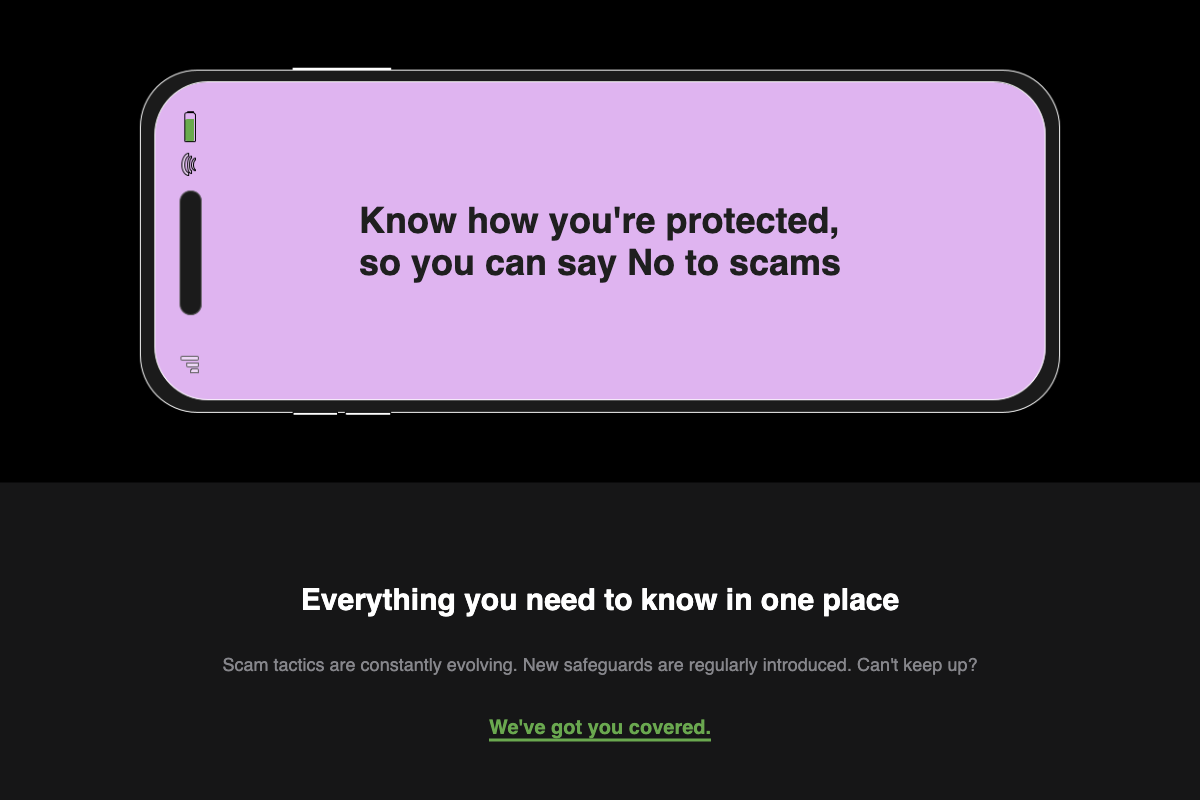 Know how you're protected,
so you can say No to scams
Everything you need to know in one place
Scam tactics are constantly evolving. New safeguards are regularly introduced. Can't keep up?
We've got you covered.